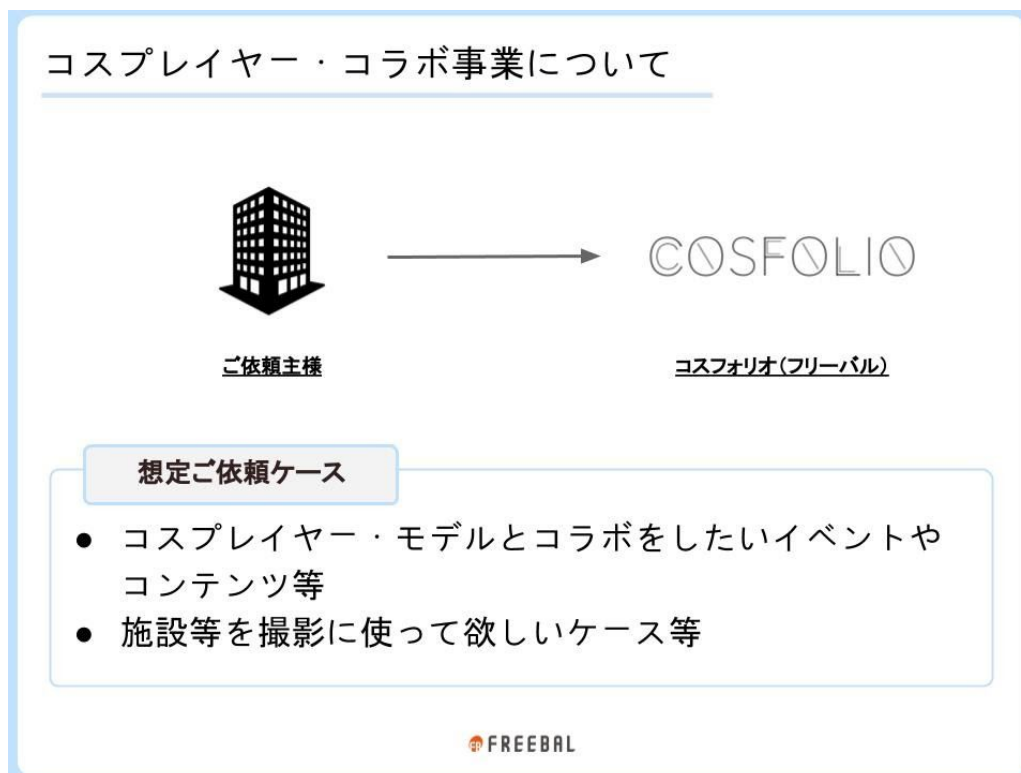 コスプレイヤー・コラボ事業について
COSFOLIO
ご依頼主様
コスフォリオ(フリーバル)
想定ご依頼ケース
● コスプレイヤー・モデルとコラボをしたいイベントや
コンテンツ等
● 施設等を撮影に使って欲しいケース等
FREEBAL